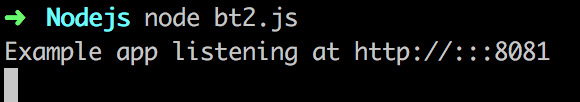 ➜ Nodejs node bt2.js
Example app listening at http://:::8081